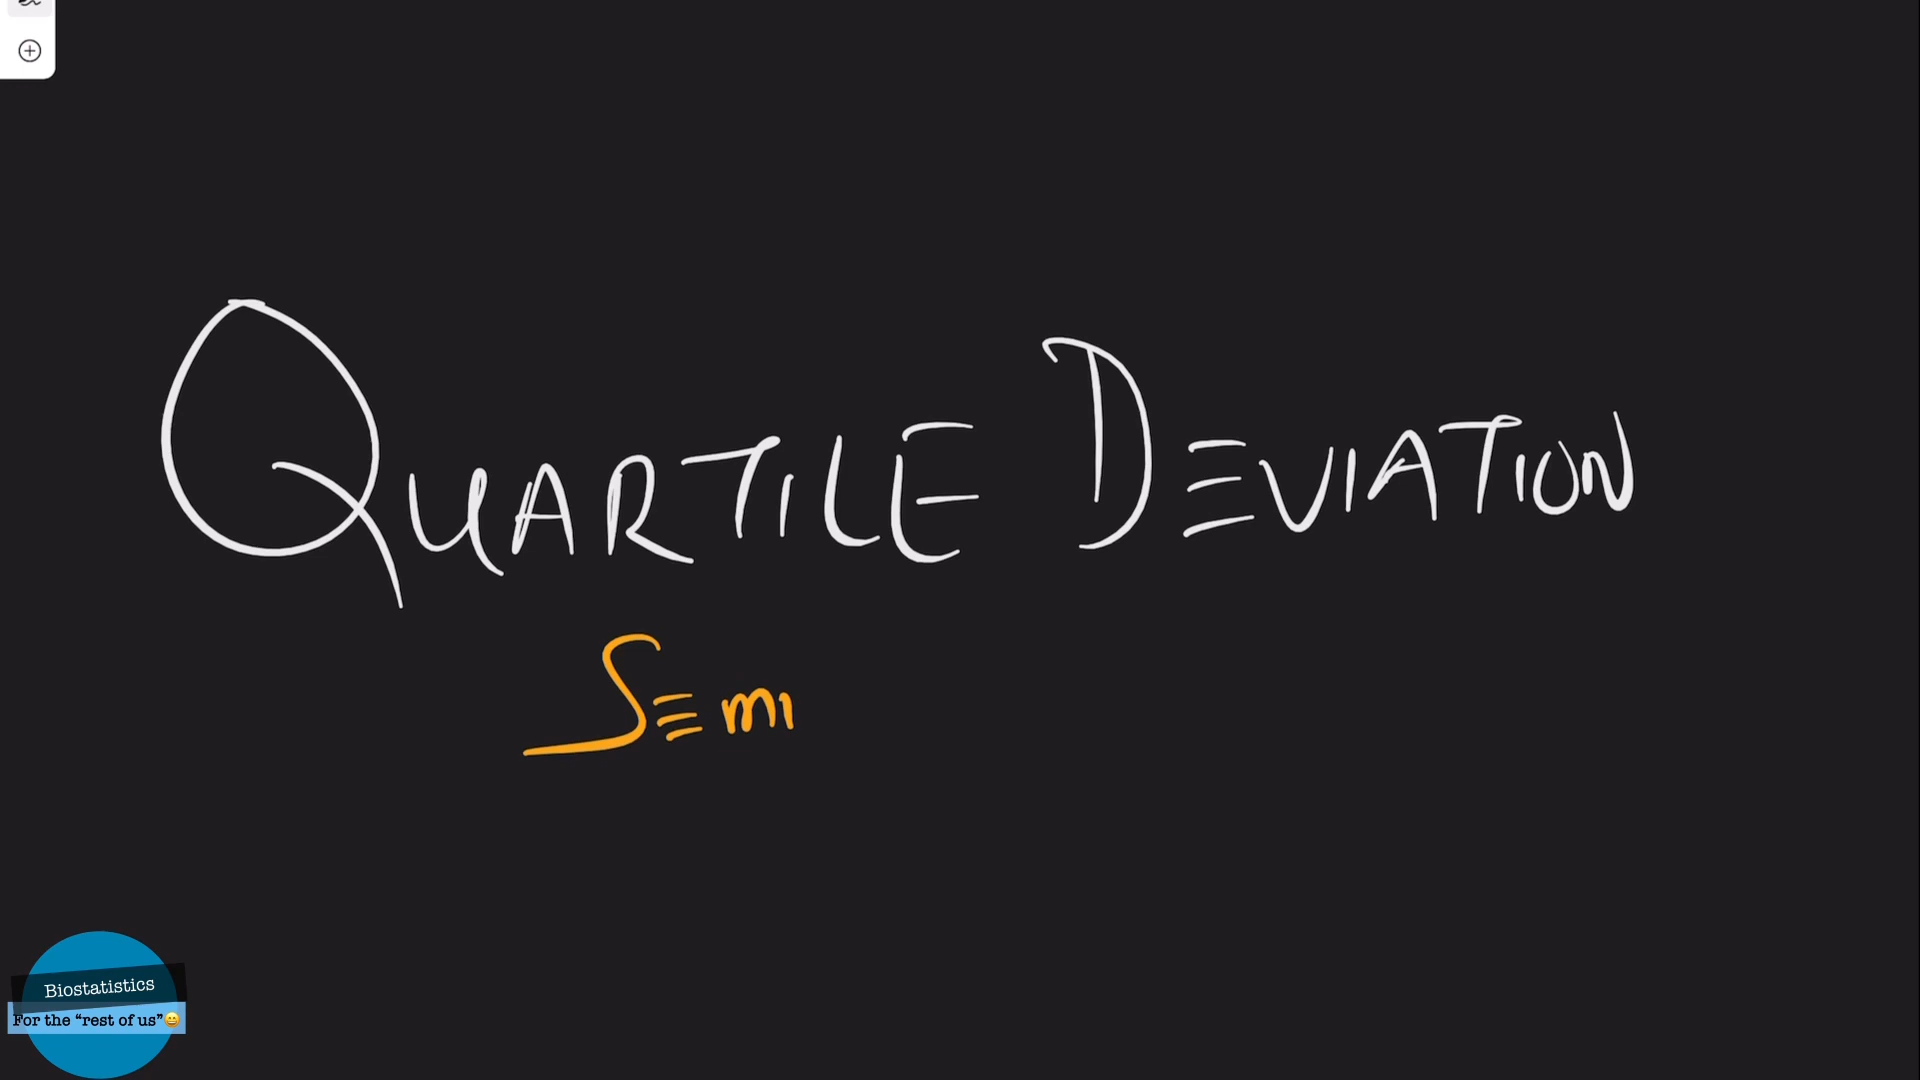 QUARTILE DEVIATION
SEmI
Biostatistics
For the “rest of us”😄